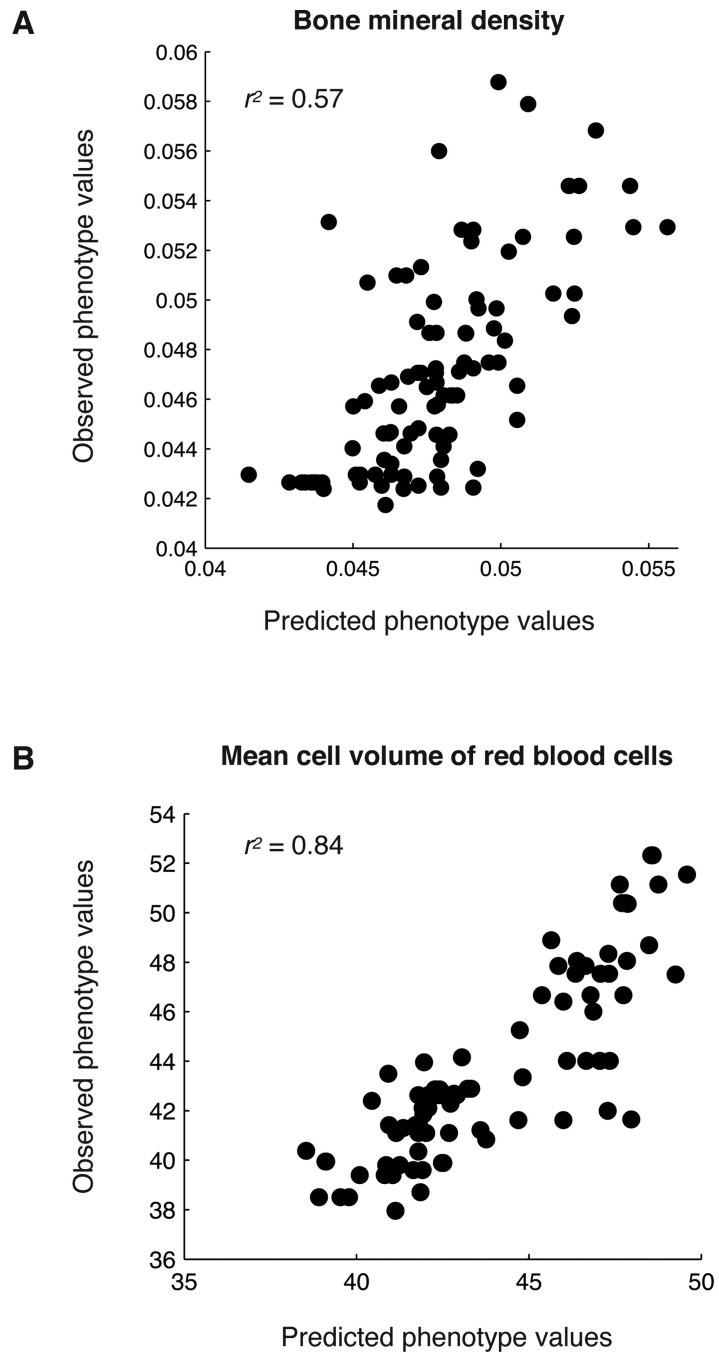 A
Bone mineral density
r² = 0.57
0.06
0.058
0.056
0.054
0.052
0.05
0.048
0.046
0.044
0.042
0.04
Observed phenotype values
0.04
0.045
0.05
0.055
Predicted phenotype values
B
Mean cell volume of red blood cells
r² = 0.84
54
52
50
48
46
44
42
40
38
36
Observed phenotype values
35
40
45
50
Predicted phenotype values